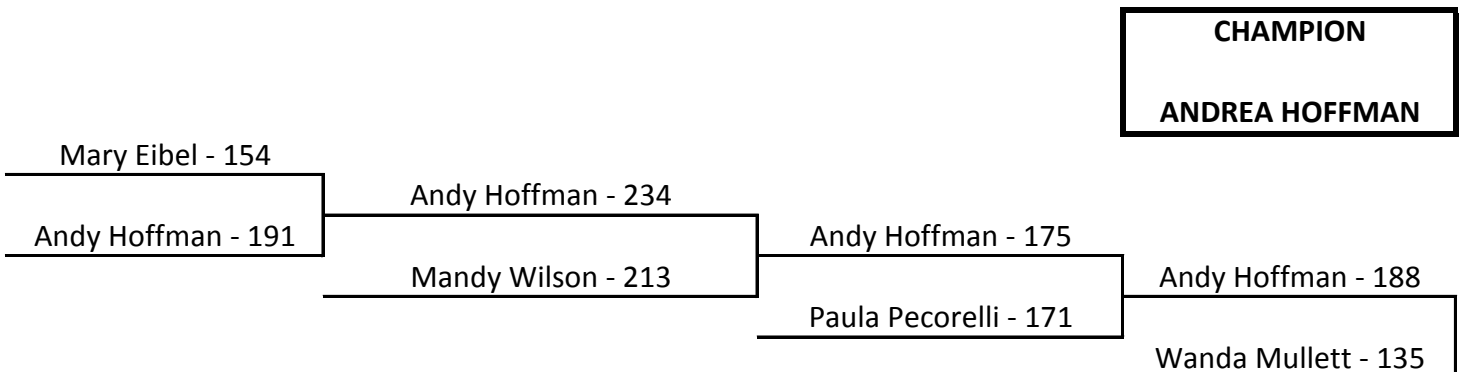 CHAMPION
ANDREA HOFFMAN
Mary Eibel - 154
Andy Hoffman - 234
Andy Hoffman - 191
Andy Hoffman - 175
Mandy Wilson - 213
Andy Hoffman - 188
Paula Pecorelli - 171
Wanda Mullett - 135